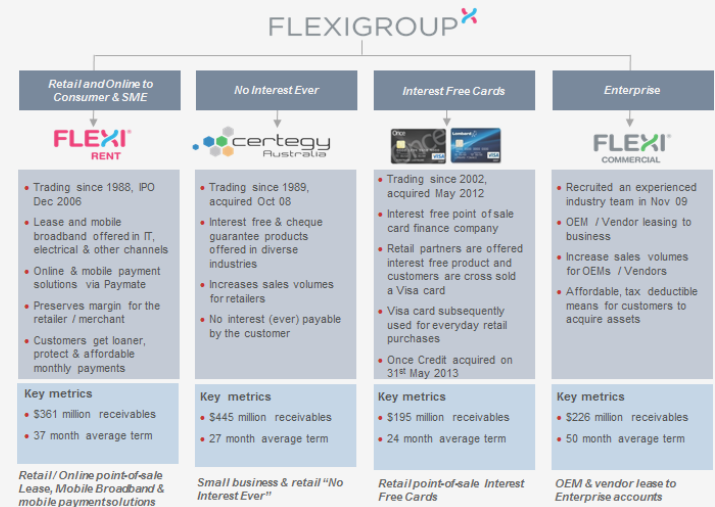 FLEXIGROUP
Retail and Online to
Consumer & SME
FLEXI
RENT
• Trading since 1988, IPO
Dec 2006
• Lease and mobile
broadband offered in IT,
electrical & other channels
• Online & mobile payment
solutions via Paymate
• Preserves margin for the
retailer / merchant
• Customers get loaner,
protect & affordable
monthly payments
Key metrics
• $361 million receivables
• 37 month average term
Retail / Online point-of-sale
Lease, Mobile Broadband &
mobile payment solutions
No Interest Ever
certegy
Australia
• Trading since 1989,
acquired Oct 08
• Interest free & cheque
guarantee products
offered in diverse
industries
• Increases sales volumes
for retailers
• No interest (ever) payable
by the customer
Key metrics
• $445 million receivables
• 27 month average term
Small business & retail “No
Interest Ever”
Interest Free Cards
Once
once
VISA
Lombard
VISA
• Trading since 2002,
acquired May 2012
• Interest free point of sale
card finance company
• Retail partners are offered
interest free product and
customers are cross sold
a Visa card
• Visa card subsequently
used for everyday retail
purchases
• Once Credit acquired on
31st May 2013
Key metrics
• $195 million receivables
• 24 month average term
Retail point-of-sale Interest
Free Cards
Enterprise
FLEXI
COMMERCIAL
• Recruited an experienced
industry team in Nov 09
• OEM / Vendor leasing to
business
• Increase sales volumes
for OEMs / Vendors
• Affordable, tax deductible
means for customers to
acquire assets
Key metrics
• $226 million receivables
• 50 month average term
OEM & vendor lease to
Enterprise accounts